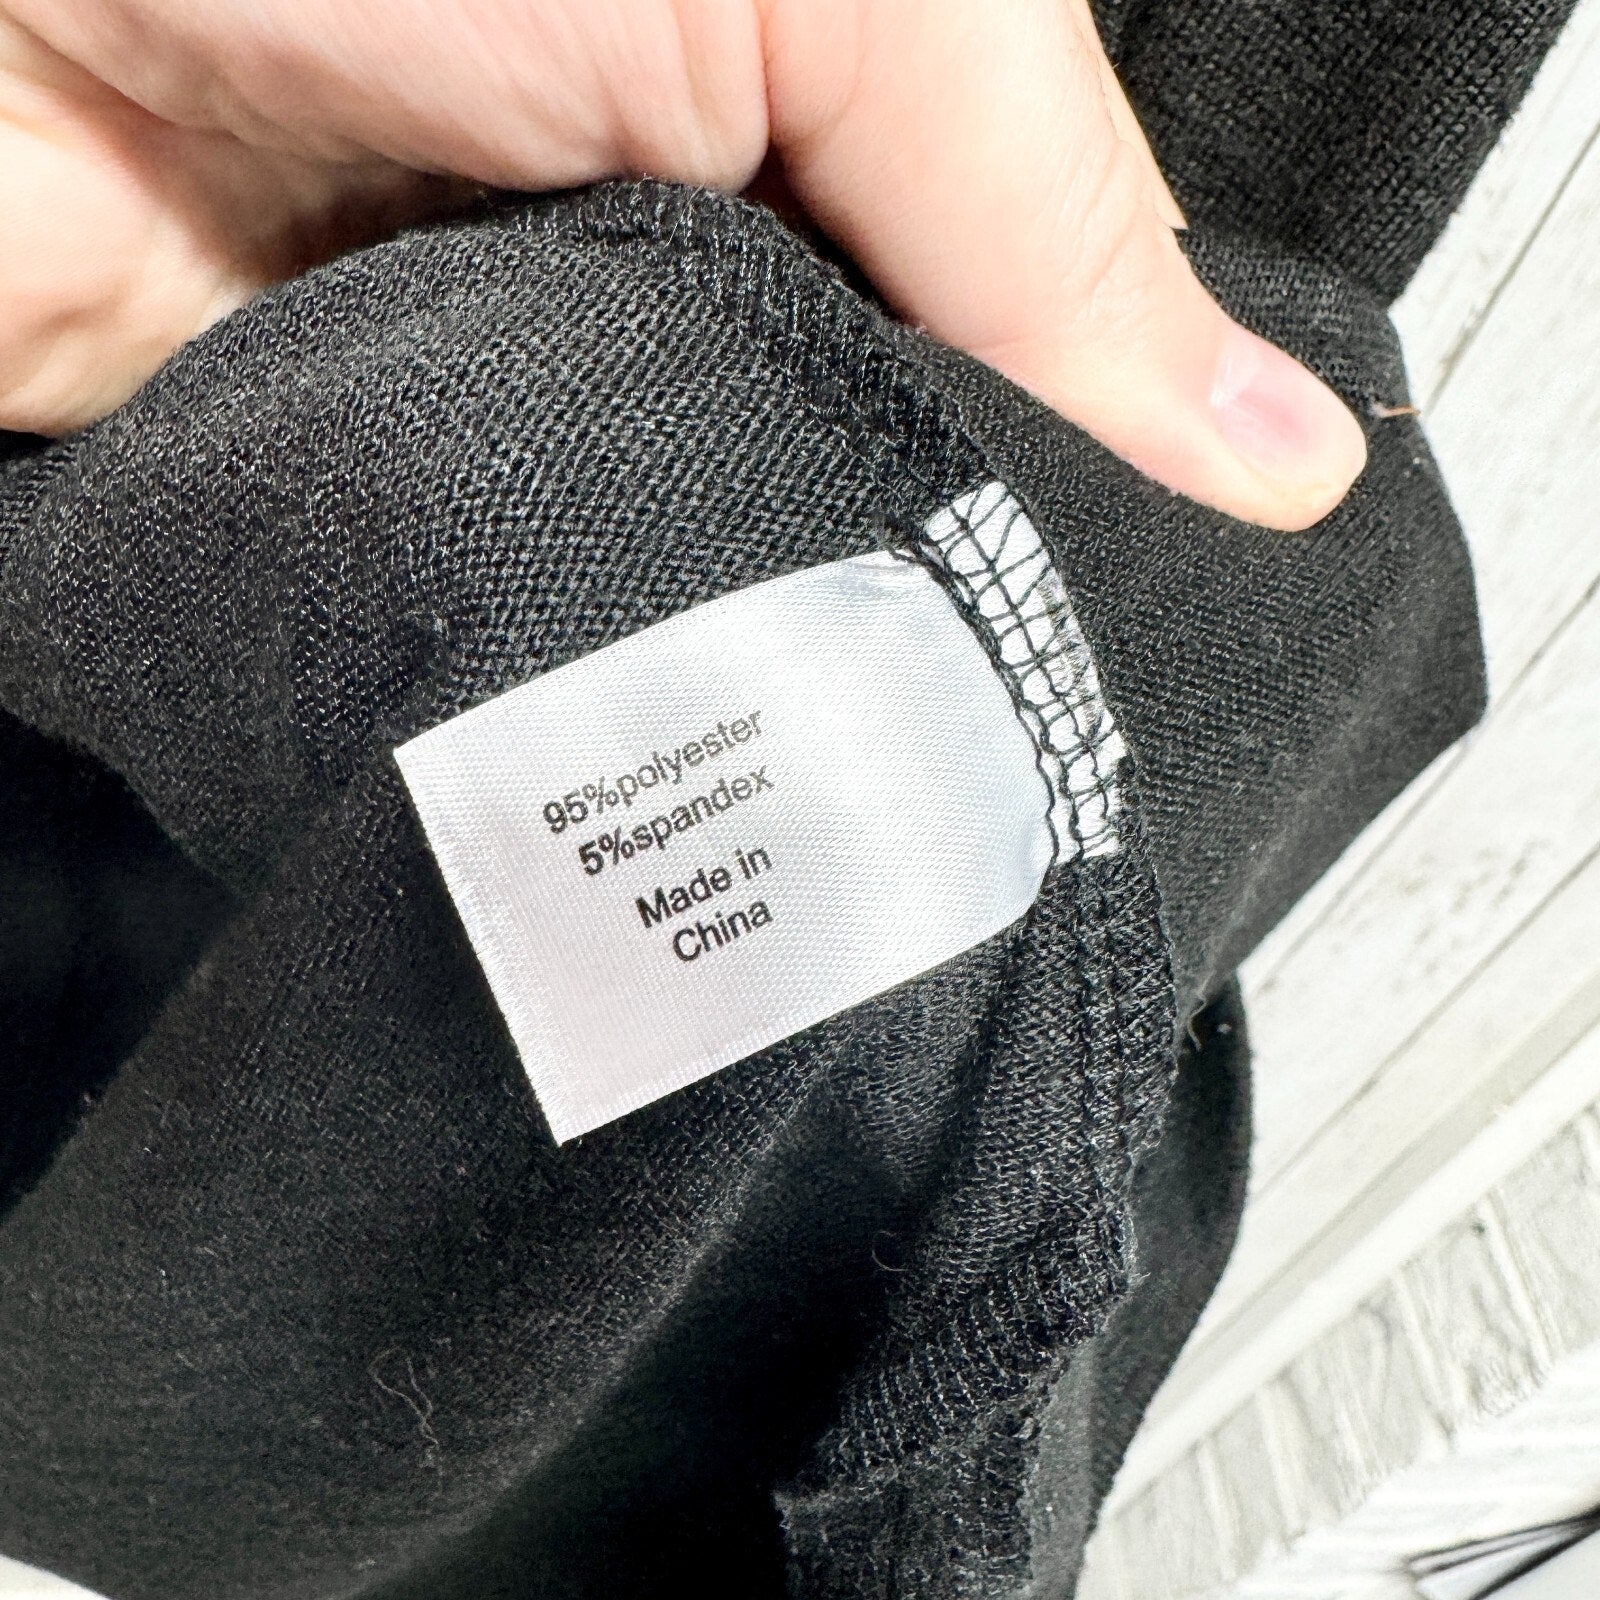 95%polyester
5%spandex
Made in
China